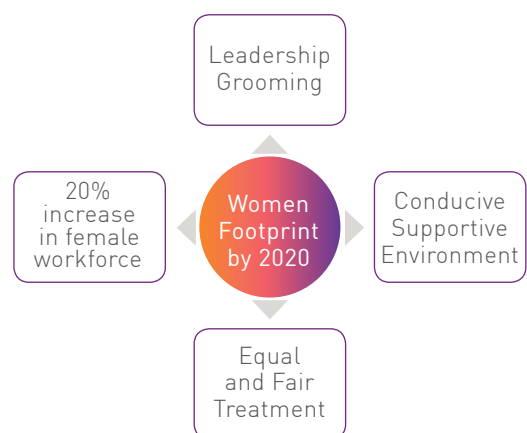 Leadership
Grooming
20%
increase
in female
workforce
Women
Footprint
by 2020
Conducive
Supportive
Environment
Equal
and Fair
Treatment